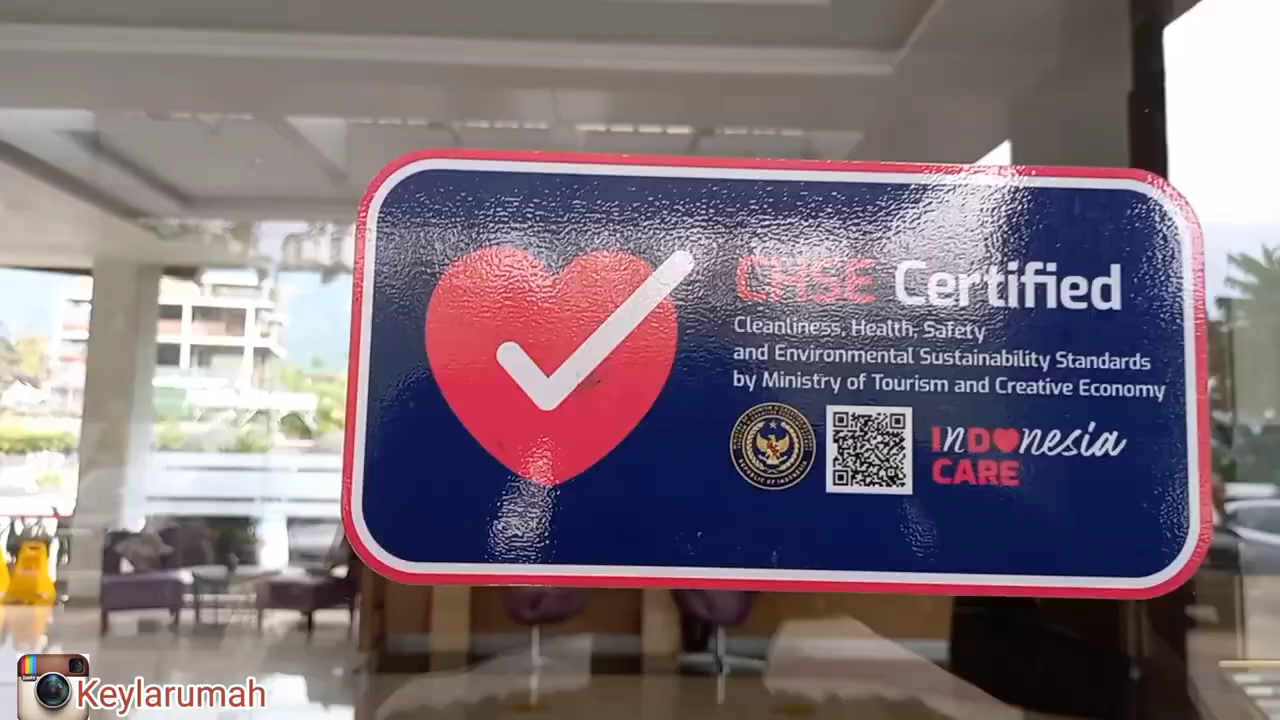 CHSE Certified
Cleanliness, Health, Safety
and Environmental Sustainability Standards
by Ministry of Tourism and Creative Economy
INDOnesia
CARE
Keylarumah